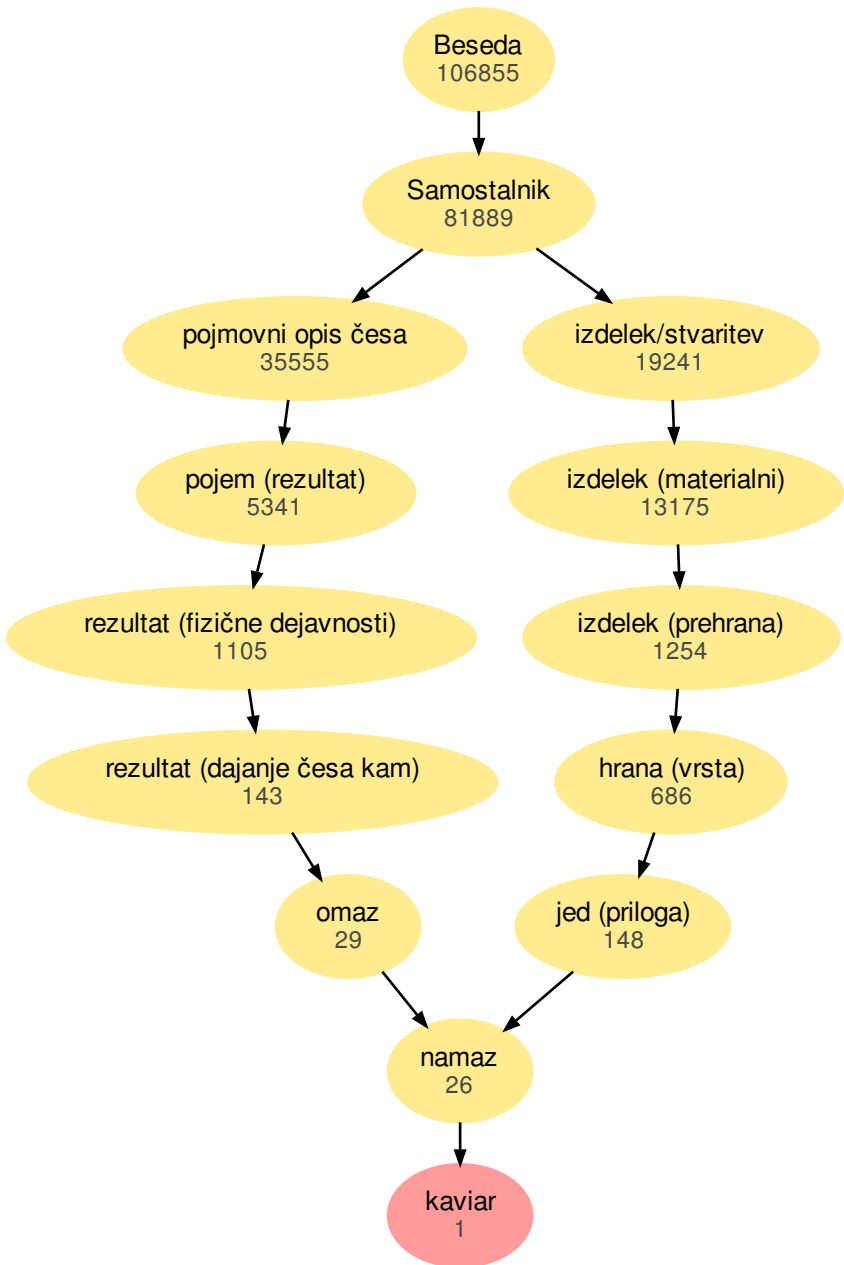 Beseda
106855
Samostalnik
81889
pojmovni opis česa
35555
izdelek/stvaritev
19241
pojem (rezultat)
5341
izdelek (materialni)
13175
rezultat (fizične dejavnosti)
1105
izdelek (prehrana)
1254
rezultat (dajanje česa kam)
143
hrana (vrsta)
686
omaz
29
jed (priloga)
148
namaz
26
kaviar
1